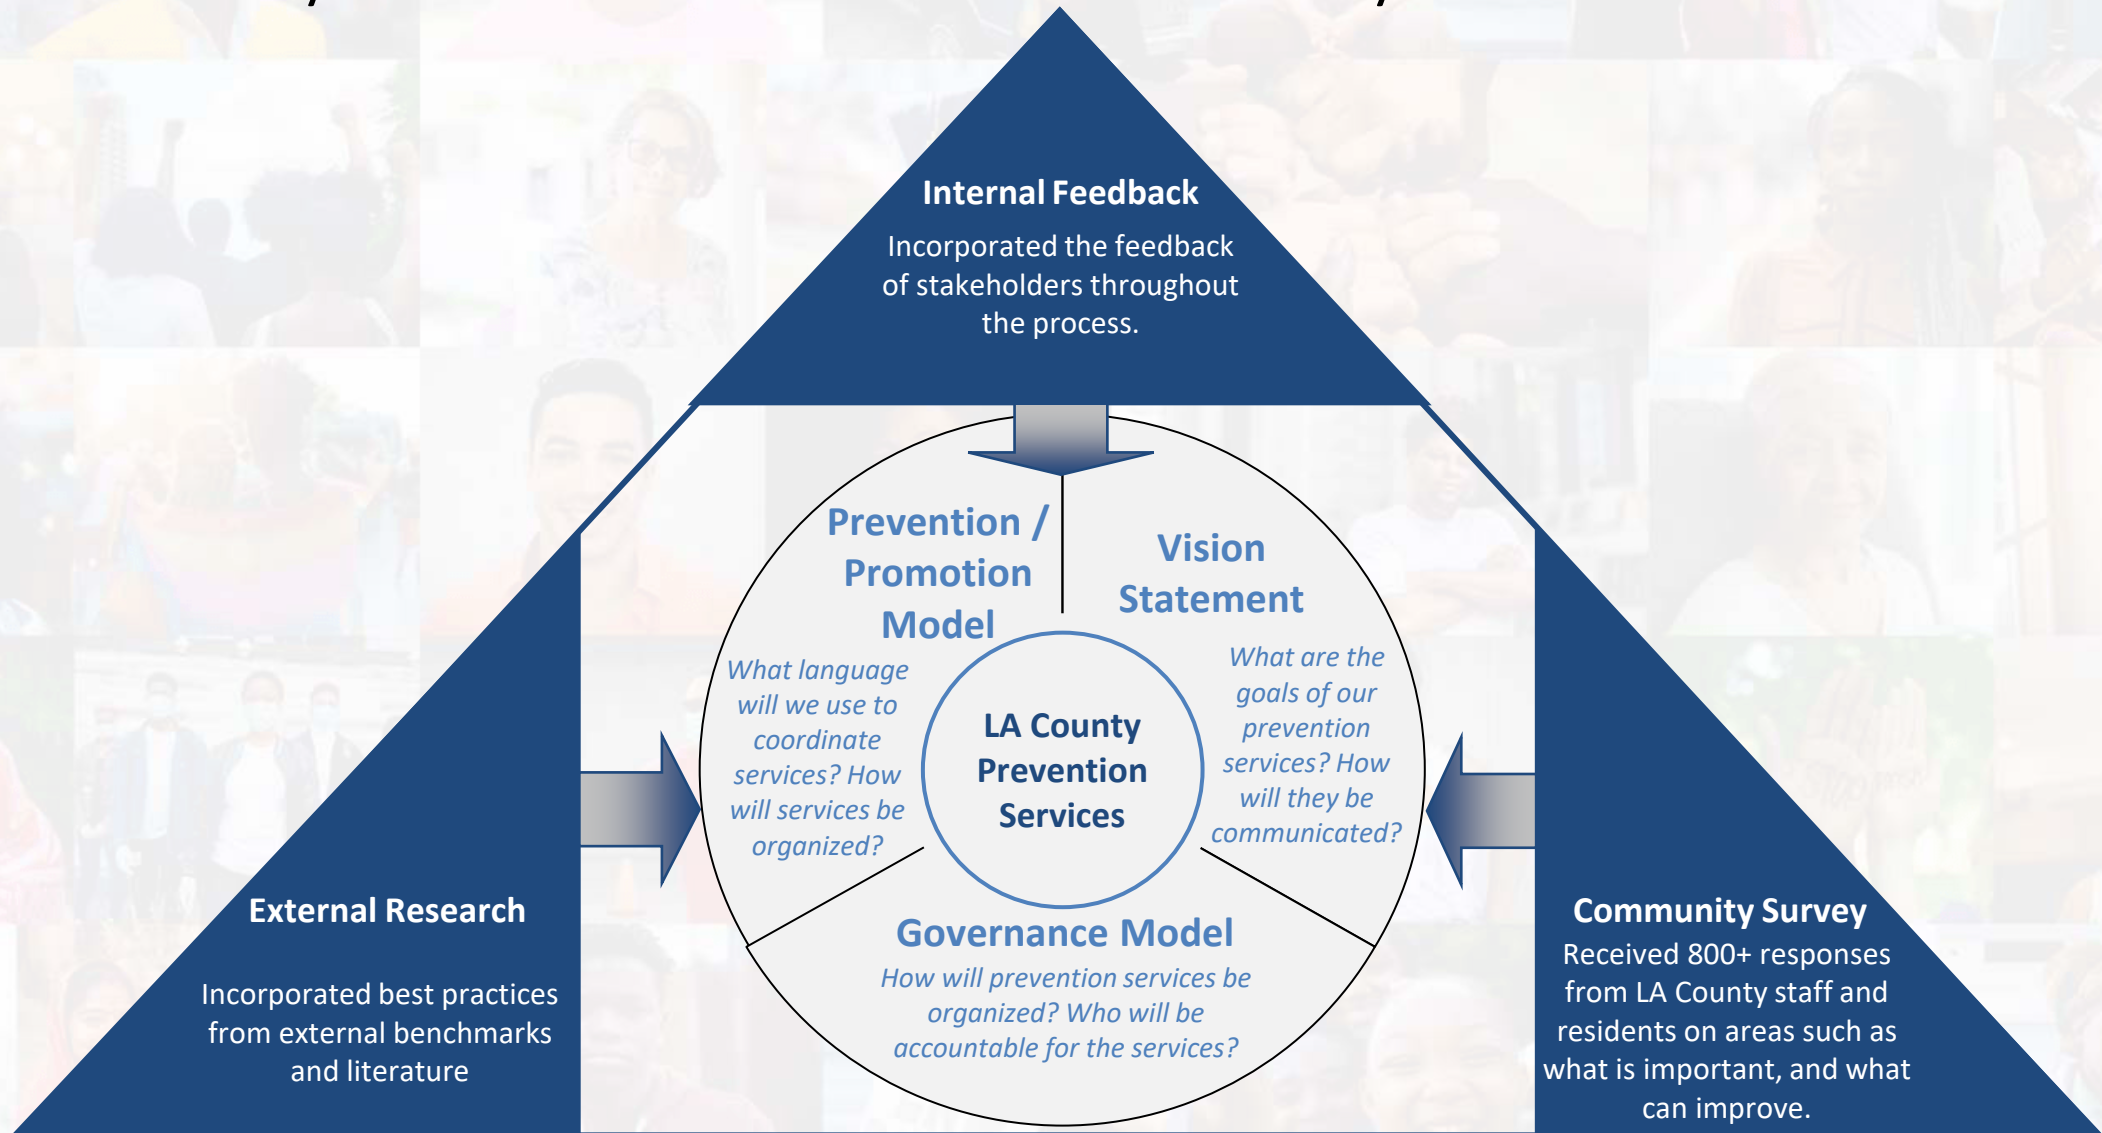 Internal Feedback
Incorporated the feedback
of stakeholders throughout
the process.
Prevention /
Promotion
Model
What language
will we use to
coordinate
services? How
will services be
organized?
Vision
Statement
What are the
goals of our
prevention
services? How
will they be
communicated?
LA County
Prevention
Services
Governance Model
How will prevention services be
organized? Who will be
accountable for the services?
External Research
Incorporated best practices
from external benchmarks
and literature
Community Survey
Received 800+ responses
from LA County staff and
residents on areas such as
what is important, and what
can improve.